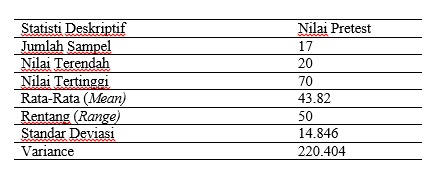 Statisti Deskriptif Nilai Pretest
Jumlah Sampel 17
Nilai Terendah 20
Nilai Tertinggi 70
Rata-Rata (Mean) 43.82
Rentang (Range) 50
Standar Deviasi 14.846
Variance 220.404